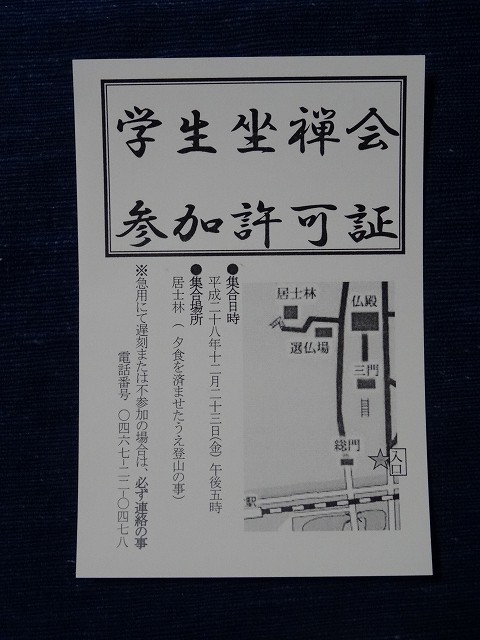 学生坐禅会
参加許可証
●集合日時
平成二十八年十二月二十三日(金)午後五時
●集合場所
居士林(夕食を済ませたうえ登山の事)
※急用にて遅刻または不参加の場合は、必ず連絡の事
電話番号 〇四六七-二二-〇四七八
居士林
仏殿
選仏場
三門
総門
入口
駅